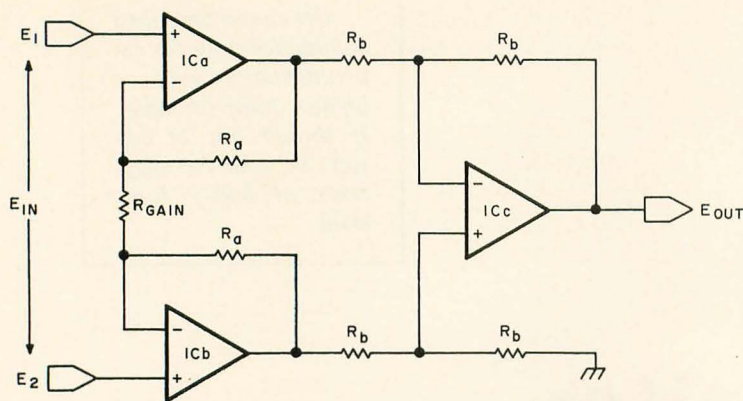 E1
+
ICa
−
Rb
Rb
Ra
RGAIN
EIN
Ra
−
ICc
+
EOUT
−
ICb
+
Rb
Rb
E2